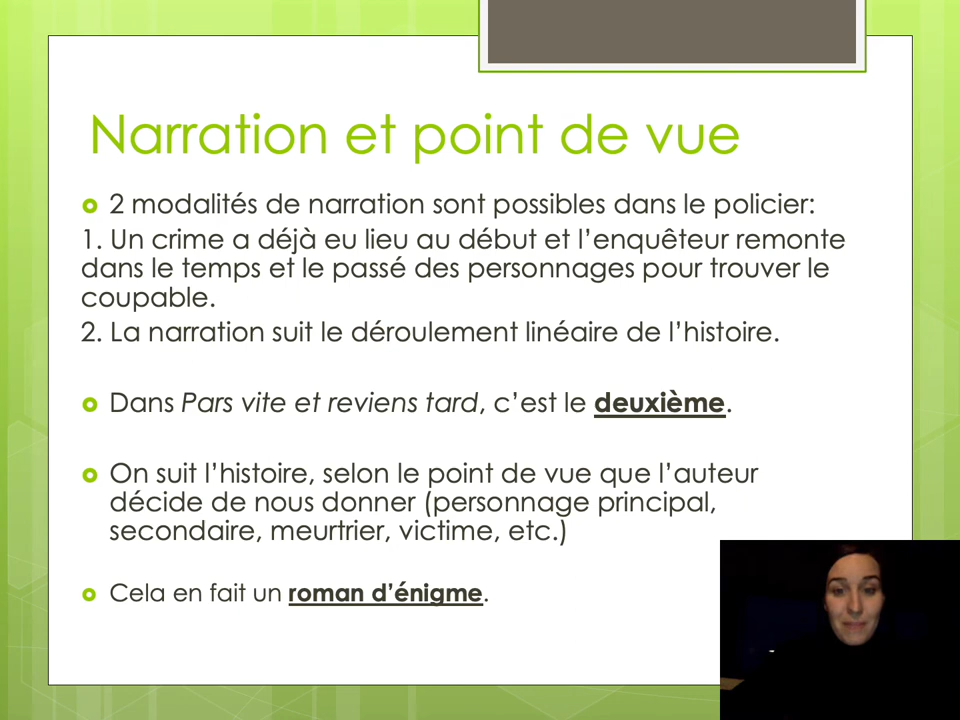 Narration et point de vue
2 modalités de narration sont possibles dans le policier:
1. Un crime a déjà eu lieu au début et l’enquêteur remonte
dans le temps et le passé des personnages pour trouver le
coupable.
2. La narration suit le déroulement linéaire de l’histoire.
Dans Pars vite et reviens tard, c’est le deuxième.
On suit l’histoire, selon le point de vue que l’auteur
décide de nous donner (personnage principal,
secondaire, meurtrier, victime, etc.)
Cela en fait un roman d’énigme.